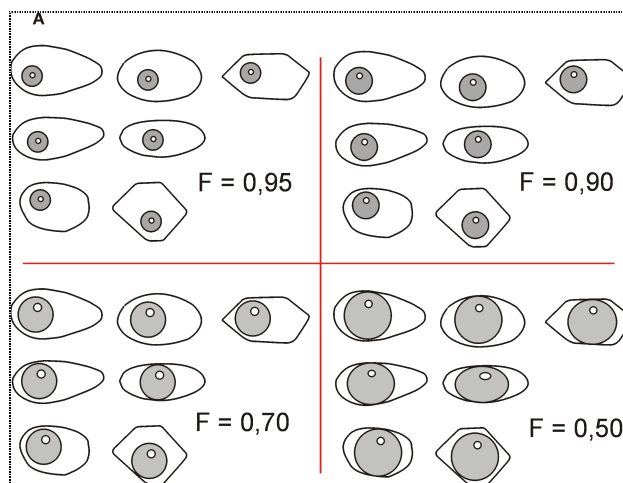 A
F = 0,95
F = 0,90
F = 0,70
F = 0,50